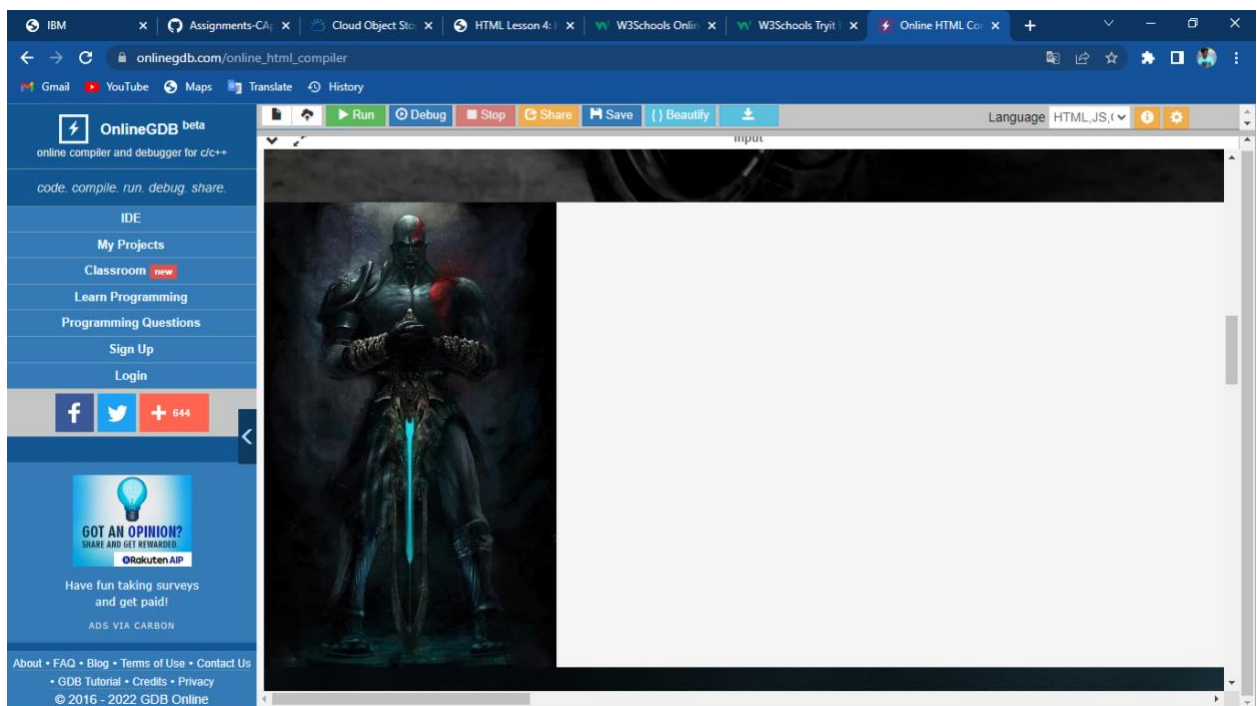 IBM
Assignments-CA
Cloud Object Sto
HTML Lesson 4:
W3Schools Onlin
W3Schools Tryit
Online HTML Co
onlinegdb.com/online_html_compiler
Gmail YouTube Maps Translate History
OnlineGDB beta
online compiler and debugger for c/c++
code. compile. run. debug. share.
IDE
My Projects
Classroom new
Learn Programming
Programming Questions
Sign Up
Login
f + 644
GOT AN OPINION?
SHARE AND GET REWARDED.
Rakuten AIP
Have fun taking surveys
and get paid!
ADS VIA CARBON
About • FAQ • Blog • Terms of Use • Contact Us
• GDB Tutorial • Credits • Privacy
© 2016 - 2022 GDB Online
Run Debug Stop Share Save {} Beautify
Language HTML,JS,(
input